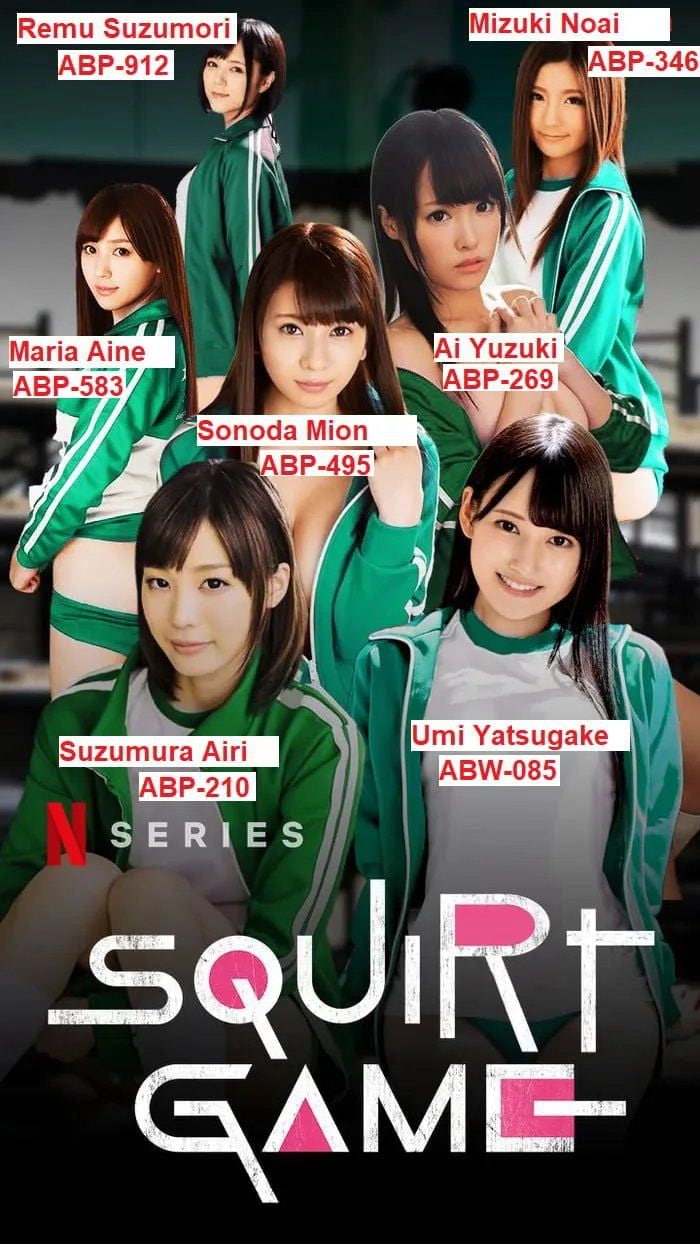 Remu Suzumori
ABP-912
Mizuki Noai
ABP-346
Maria Aine
ABP-583
Ai Yuzuki
ABP-269
Sonoda Mion
ABP-495
Suzumura Airi
ABP-210
Umi Yatsugake
ABW-085
N SERIES
SQUIRT
GAME